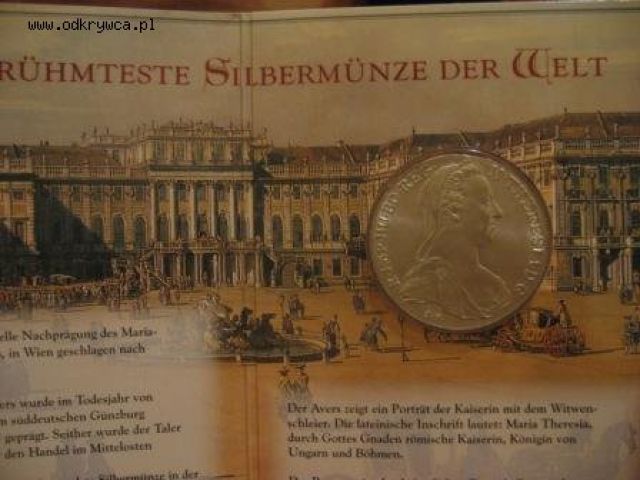 www.odkrywca.pl
RÜHMTESTE SILBERMÜNZE DER WELT
elle Nachprägung des Maria-
, in Wien geschlagen nach
ers wurde im Todesjahr von
m süddeutschen Günzburg
geprägt. Seither wurde der Taler
den Handel im Mittelosten
Silbermünze in der
Der Avers zeigt ein Porträt der Kaiserin mit dem Witwen-
schleier. Die lateinische Inschrift lautet: Maria Theresia,
durch Gottes Gnaden römische Kaiserin, Königin von
Ungarn und Böhmen.